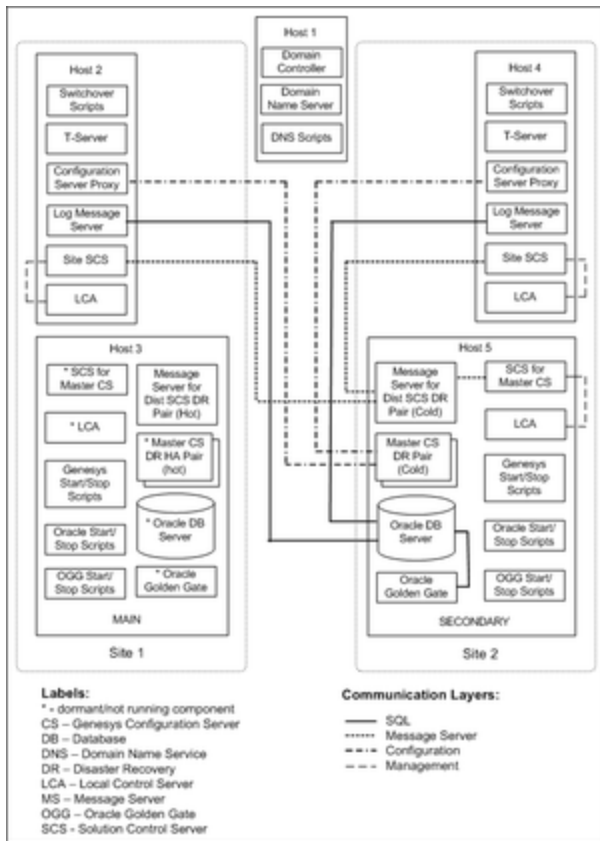 Host 1
Domain
Controller
Domain
Name Server
DNS Scripts
Host 2
Switchover
Scripts
T-Server
Configuration
Server Proxy
Log Message
Server
Site SCS
LCA
Host 4
Switchover
Scripts
T-Server
Configuration
Server Proxy
Log Message
Server
Site SCS
LCA
Host 3
* SCS for
Master CS
* LCA
Genesys
Start/Stop
Scripts
Oracle Start/
Stop Scripts
OGG Start/
Stop Scripts
Message
Server for
Dist SCS DR
Pair (Hot)
* Master CS
DR HA Pair
(hot)
* Oracle DB
Server
* Oracle
Golden Gate
MAIN
Site 1
Host 5
Message
Server for
Dist SCS DR
Pair (Cold)
Master CS
DR Pair
(Cold)
Oracle DB
Server
Oracle
Golden Gate
SCS for
Master CS
LCA
Genesys
Start/Stop
Scripts
Oracle Start/
Stop Scripts
OGG Start/
Stop Scripts
SECONDARY
Site 2
Labels:
* - dormant/not running component
CS – Genesys Configuration Server
DB – Database
DNS – Domain Name Service
DR – Disaster Recovery
LCA – Local Control Server
MS – Message Server
OGG – Oracle Golden Gate
SCS - Solution Control Server
Communication Layers:
SQL
Message Server
Configuration
Management